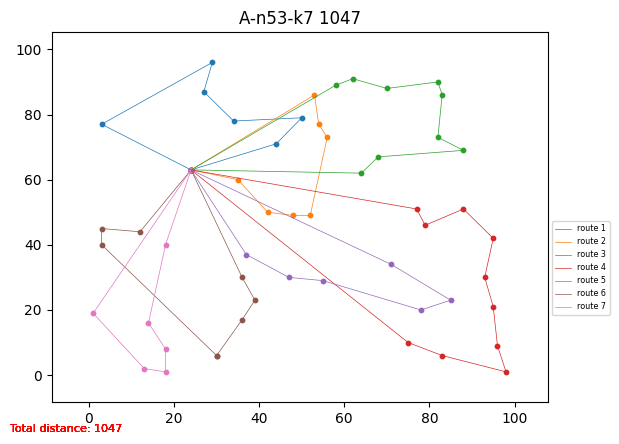 A-n53-k7 1047
100
80
60
40
20
0
0 20 40 60 80 100
route 1
route 2
route 3
route 4
route 5
route 6
route 7
Total distance: 1047